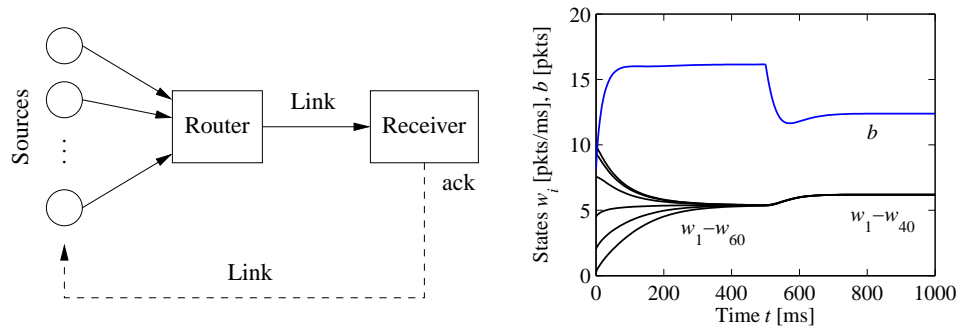 Sources
...
Router
Link
Receiver
ack
Link
States w_i [pkts/ms], b [pkts]
20
15
10
5
0
b
w_1–w_60
w_1–w_40
0
200
400
600
800
1000
Time t [ms]